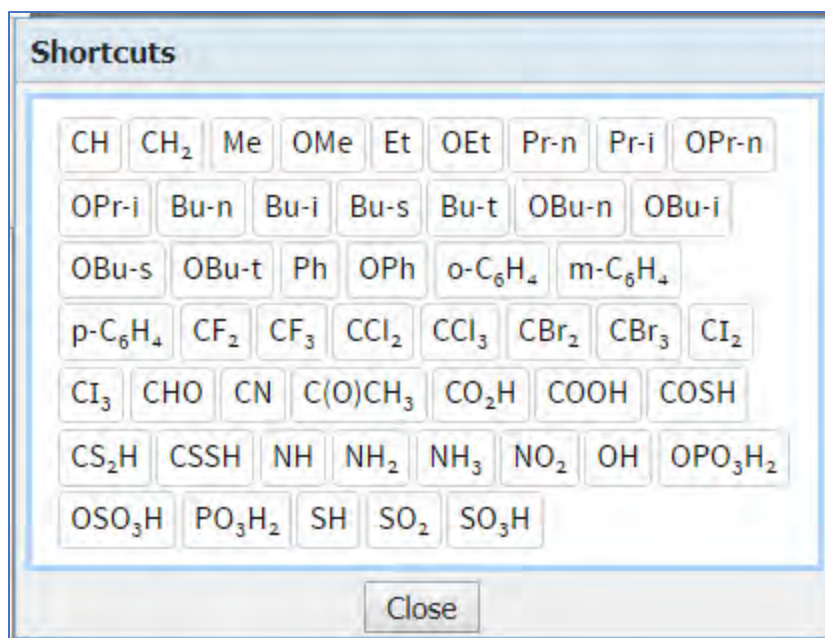 Shortcuts
CH CH₂ Me OMe Et OEt Pr-n Pr-i OPr-n
OPr-i Bu-n Bu-i Bu-s Bu-t OBu-n OBu-i
OBu-s OBu-t Ph OPh o-C₆H₄ m-C₆H₄
p-C₆H₄ CF₂ CF₃ CCl₂ CCl₃ CBr₂ CBr₃ CI₂
CI₃ CHO CN C(O)CH₃ CO₂H COOH COSH
CS₂H CSSH NH NH₂ NH₃ NO₂ OH OPO₃H₂
OSO₃H PO₃H₂ SH SO₂ SO₃H
Close